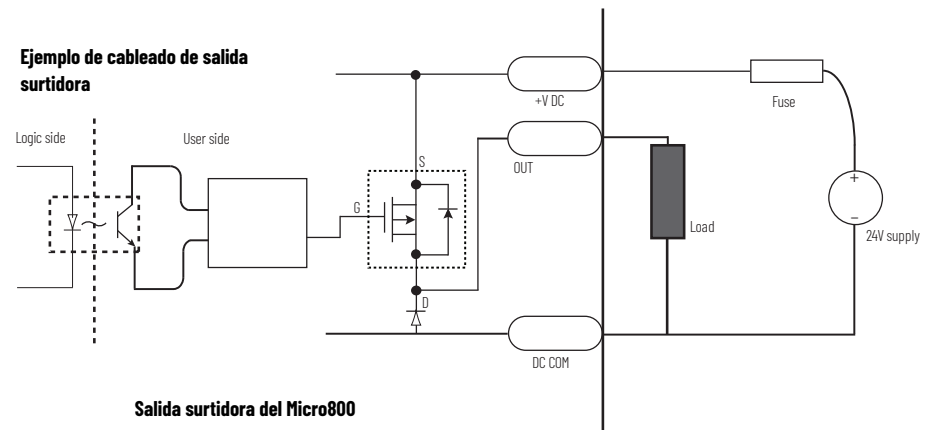 Ejemplo de cableado de salida
surtidora
Logic side
User side
+V DC
Fuse
OUT
S
G
D
Load
+
−
24V supply
DC COM
Salida surtidora del Micro800